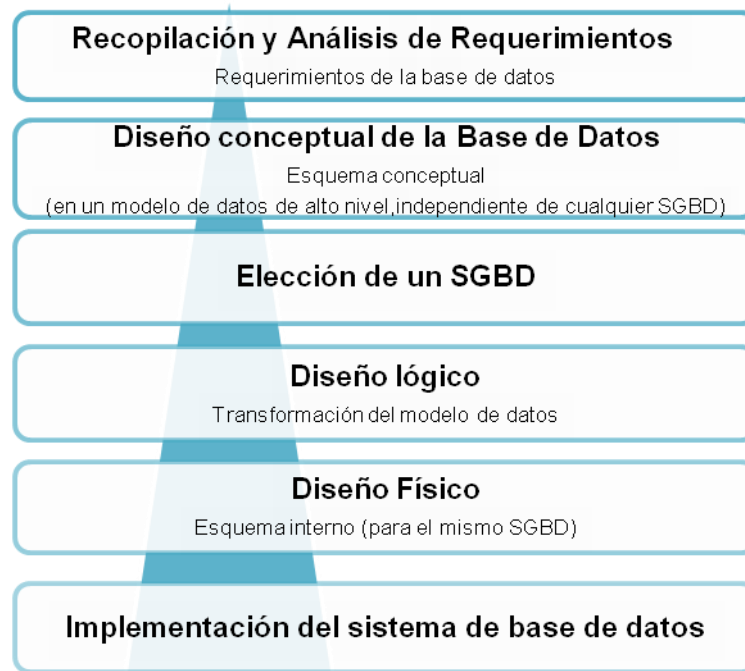 Recopilación y Análisis de Requerimientos
Requerimientos de la base de datos
Diseño conceptual de la Base de Datos
Esquema conceptual
(en un modelo de datos de alto nivel,independiente de cualquier SGBD)
Elección de un SGBD
Diseño lógico
Transformación del modelo de datos
Diseño Físico
Esquema interno (para el mismo SGBD)
Implementación del sistema de base de datos